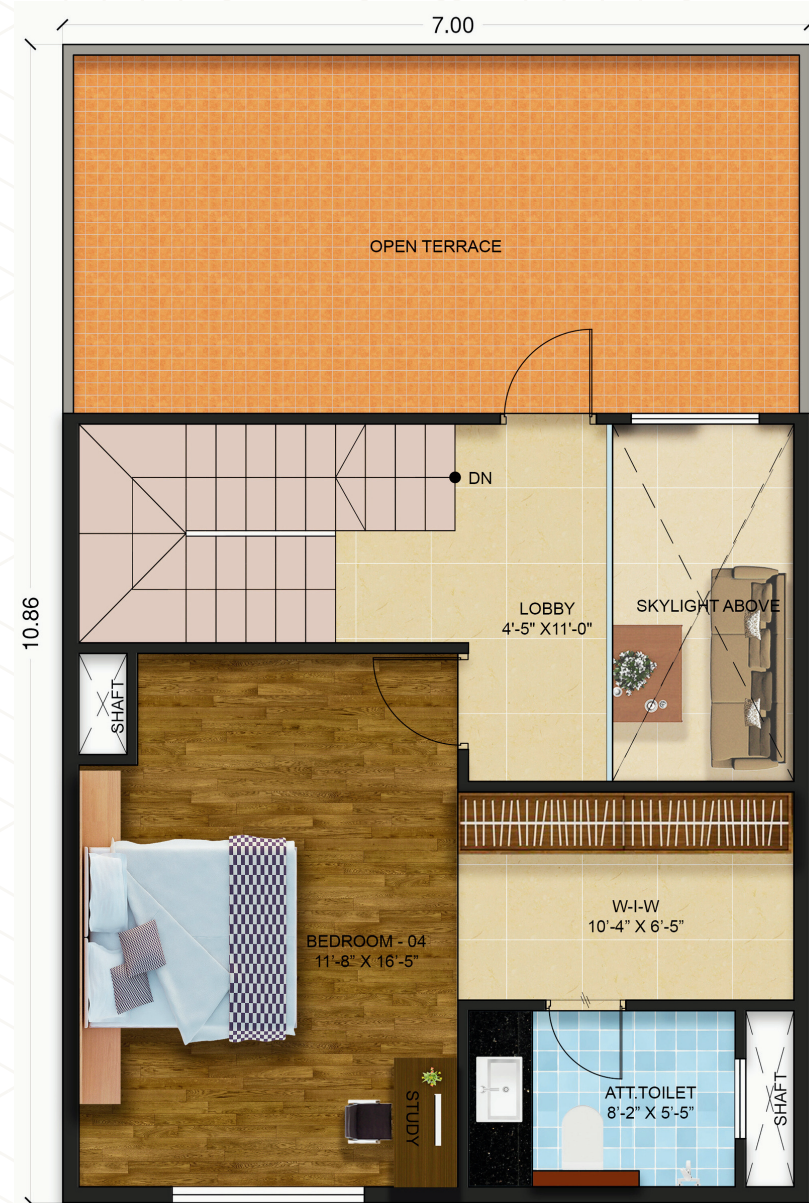 7.00
10.86
OPEN TERRACE
DN
LOBBY
4'-5" X11'-0"
SKYLIGHT ABOVE
SHAFT
W-I-W
10'-4" X 6'-5"
BEDROOM - 04
11'-8" X 16'-5"
STUDY
ATT.TOILET
8'-2" X 5'-5"
SHAFT